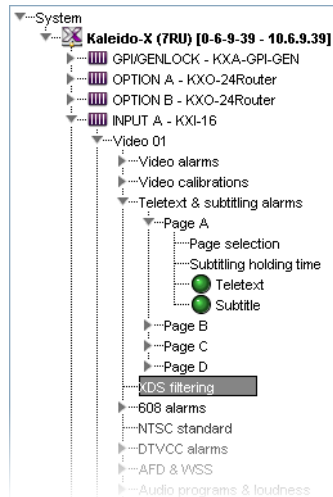 System
Kaleido-X (7RU) [0-6-9-39 - 10.6.9.39]
GPI/GENLOCK - KXA-GPI-GEN
OPTION A - KXO-24Router
OPTION B - KXO-24Router
INPUT A - KXI-16
Video 01
Video alarms
Video calibrations
Teletext & subtitling alarms
Page A
Page selection
Subtitling holding time
Teletext
Subtitle
Page B
Page C
Page D
XDS filtering
608 alarms
NTSC standard
DTVCC alarms
AFD & WSS
Audio programs & loudness